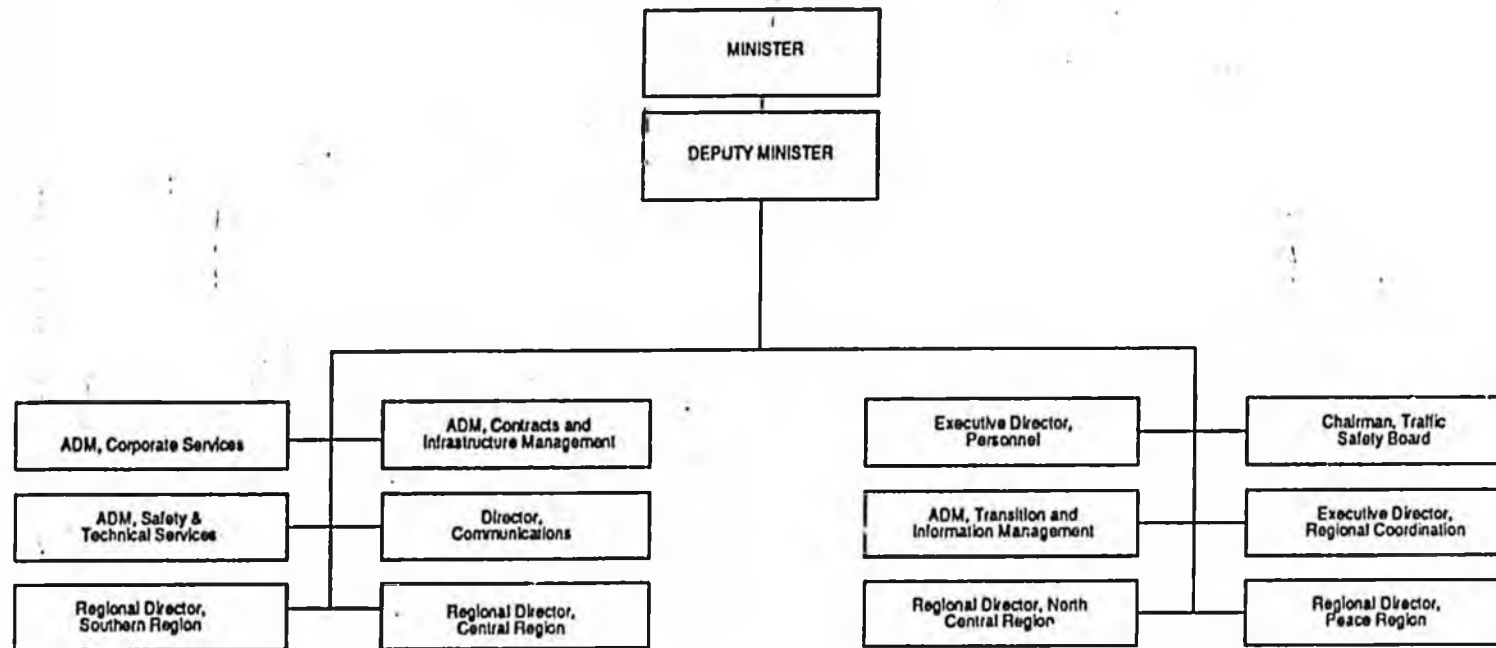 MINISTER
DEPUTY MINISTER
ADM, Corporate Services
ADM, Contracts and
Infrastructure Management
Executive Director,
Personnel
Chairman, Traffic
Safety Board
ADM, Safety &
Technical Services
Director,
Communications
ADM, Transition and
Information Management
Executive Director,
Regional Coordination
Regional Director,
Southern Region
Regional Director,
Central Region
Regional Director, North
Central Region
Regional Director,
Peace Region